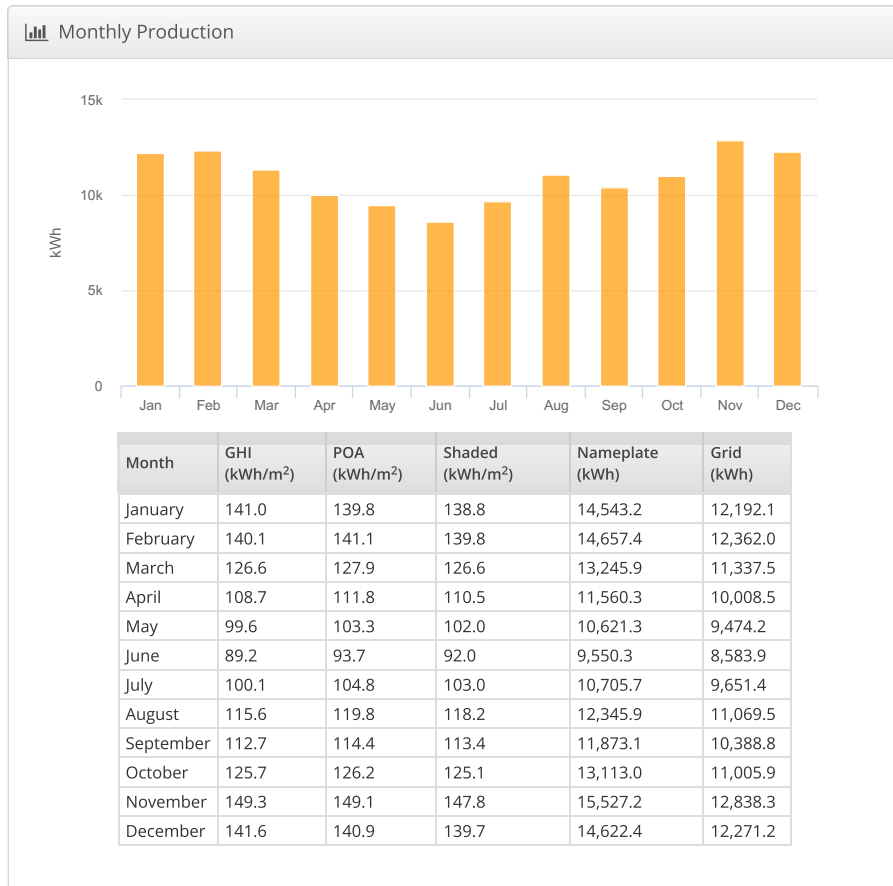 Monthly Production
15k
10k
5k
0
kWh
Jan Feb Mar Apr May Jun Jul Aug Sep Oct Nov Dec
Month GHI (kWh/m²) POA (kWh/m²) Shaded (kWh/m²) Nameplate (kWh) Grid (kWh)
January 141.0 139.8 138.8 14,543.2 12,192.1
February 140.1 141.1 139.8 14,657.4 12,362.0
March 126.6 127.9 126.6 13,245.9 11,337.5
April 108.7 111.8 110.5 11,560.3 10,008.5
May 99.6 103.3 102.0 10,621.3 9,474.2
June 89.2 93.7 92.0 9,550.3 8,583.9
July 100.1 104.8 103.0 10,705.7 9,651.4
August 115.6 119.8 118.2 12,345.9 11,069.5
September 112.7 114.4 113.4 11,873.1 10,388.8
October 125.7 126.2 125.1 13,113.0 11,005.9
November 149.3 149.1 147.8 15,527.2 12,838.3
December 141.6 140.9 139.7 14,622.4 12,271.2